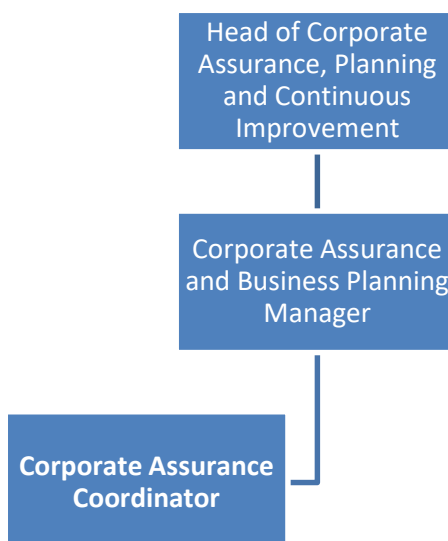 Head of Corporate
Assurance, Planning
and Continuous
Improvement
Corporate Assurance
and Business Planning
Manager
Corporate Assurance
Coordinator